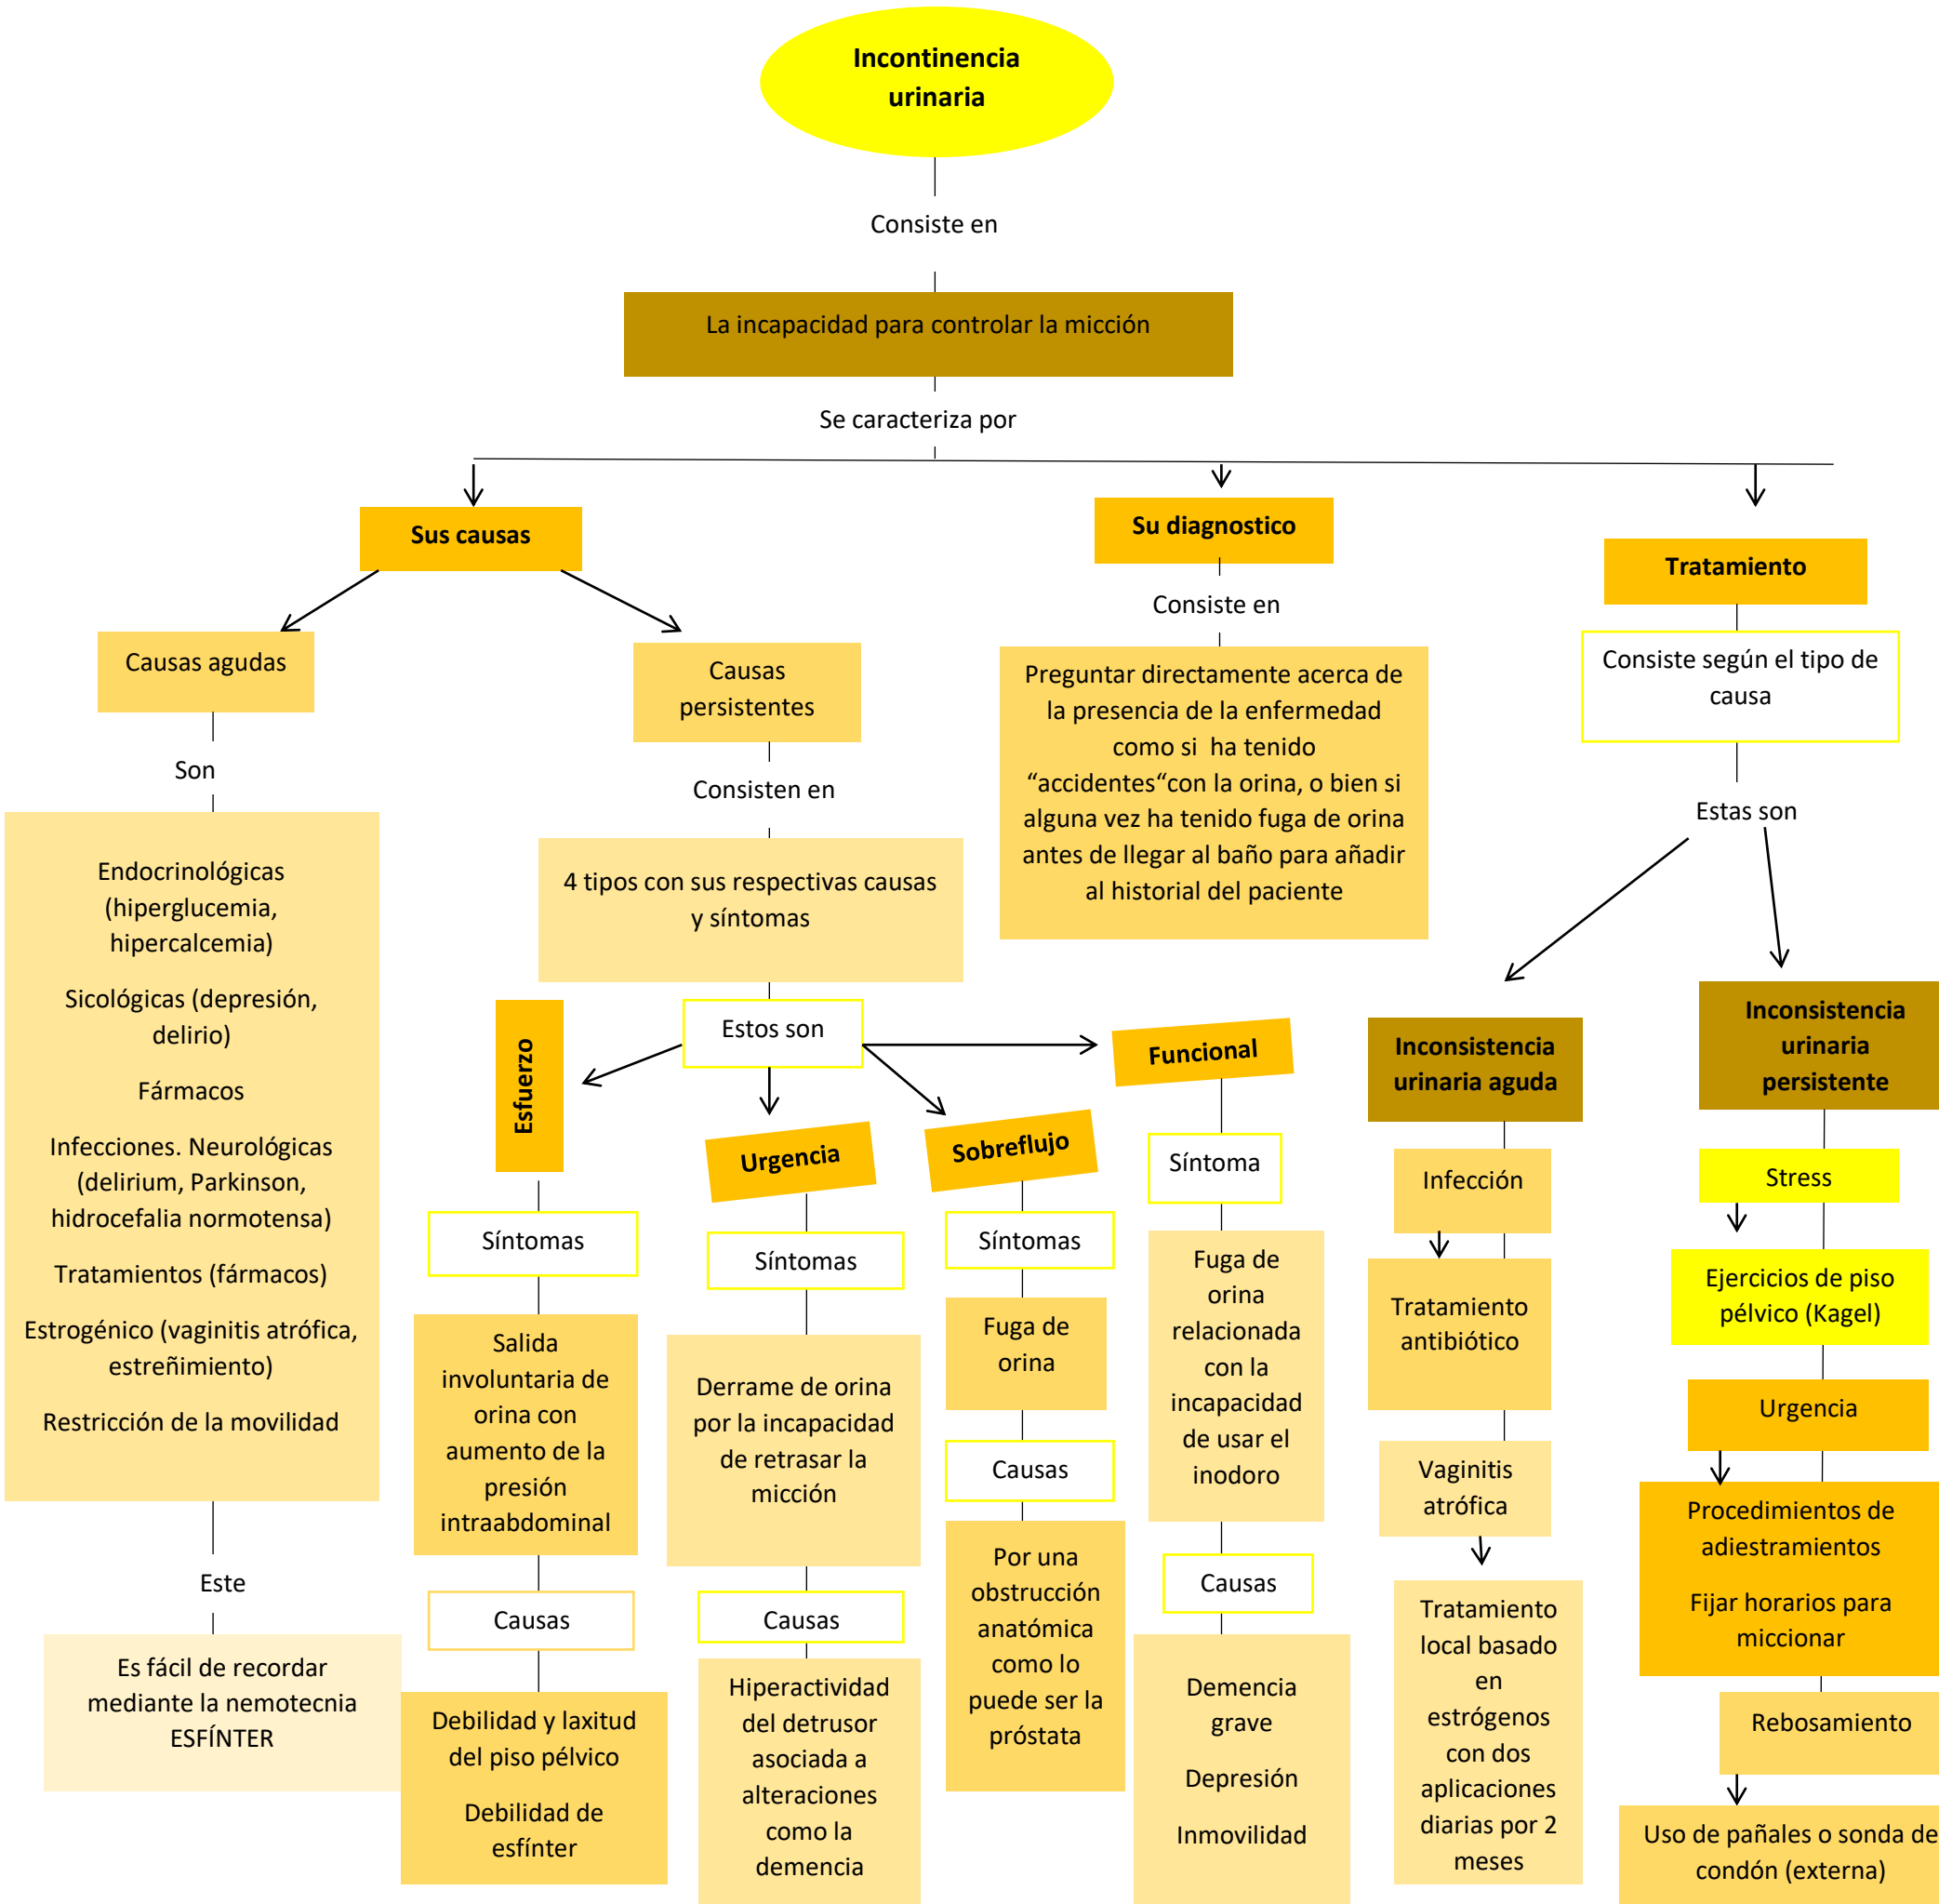 Incontinencia
urinaria
Consiste en
La incapacidad para controlar la micción
Se caracteriza por
Sus causas
Causas agudas
Son
Endocrinológicas
(hiperglucemia,
hipercalcemia)
Sicológicas (depresión,
delirio)
Fármacos
Infecciones. Neurológicas
(delirium, Parkinson,
hidrocefalia normotensa)
Tratamientos (fármacos)
Estrogénico (vaginitis atrófica,
estreñimiento)
Restricción de la movilidad
Este
Es fácil de recordar
mediante la nemotecnia
ESFÍNTER
Causas
persistentes
Consisten en
4 tipos con sus respectivas causas
y síntomas
Estos son
Esfuerzo
Síntomas
Salida
involuntaria de
orina con
aumento de la
presión
intraabdominal
Causas
Debilidad y laxitud
del piso pélvico
Debilidad de
esfínter
Urgencia
Síntomas
Derrame de orina
por la incapacidad
de retrasar la
micción
Causas
Hiperactividad
del detrusor
asociada a
alteraciones
como la
demencia
Sobreflujo
Síntomas
Fuga de
orina
Causas
Por una
obstrucción
anatómica
como lo
puede ser la
próstata
Funcional
Síntoma
Fuga de
orina
relacionada
con la
incapacidad
de usar el
inodoro
Causas
Demencia
grave
Depresión
Inmovilidad
Su diagnostico
Consiste en
Preguntar directamente acerca de
la presencia de la enfermedad
como si  ha tenido
“accidentes“con la orina, o bien si
alguna vez ha tenido fuga de orina
antes de llegar al baño para añadir
al historial del paciente
Tratamiento
Consiste según el tipo de
causa
Estas son
Inconsistencia
urinaria aguda
Infección
Tratamiento
antibiótico
Vaginitis
atrófica
Tratamiento
local basado
en
estrógenos
con dos
aplicaciones
diarias por 2
meses
Inconsistencia
urinaria
persistente
Stress
Ejercicios de piso
pélvico (Kagel)
Urgencia
Procedimientos de
adiestramientos
Fijar horarios para
miccionar
Rebosamiento
Uso de pañales o sonda de
condón (externa)